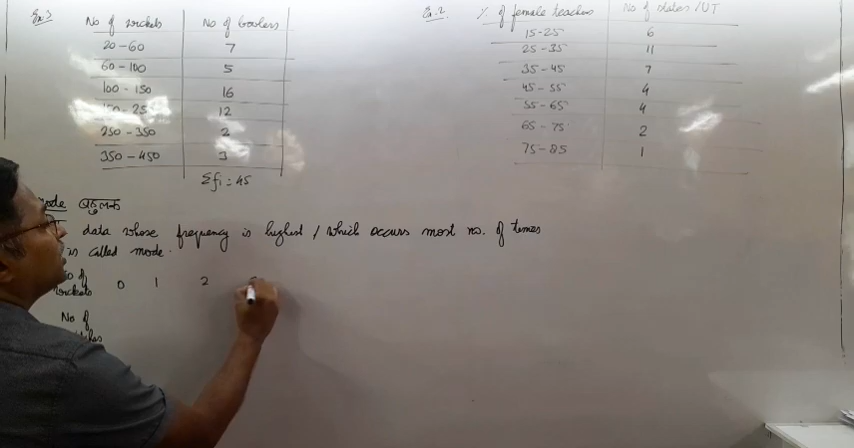 Ex. 3
No of wickets No of bowlers
20 - 60 7
60 - 100 5
100 - 150 16
12
250 - 350 2
350 - 450 3
Σfi = 45
Ex. 2
% of female teachers No of states / UT
15-25 6
25-35 11
35-45 7
45-55 4
55-65 4
65-75 2
75-85 1
data whose frequency is highest / which occurs most no. of times
is called mode.
0 1 2
No of